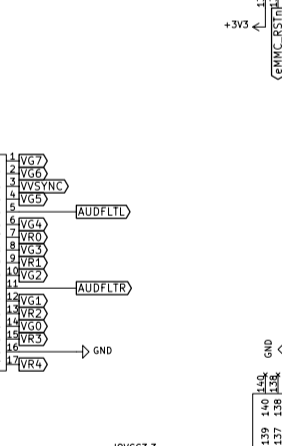 +3V3
eMMC_RSTn
1 VG7
2 VG6
3 VVSYNC
4 VG5
5 AUDFLTL
6 VG4
7 VR0
8 VG3
9 VR1
10 VG2
11 AUDFLTR
12 VG1
13 VR2
14 VG0
15 VR3
16 GND
17 VR4
GND
140
138
139 140
137 138